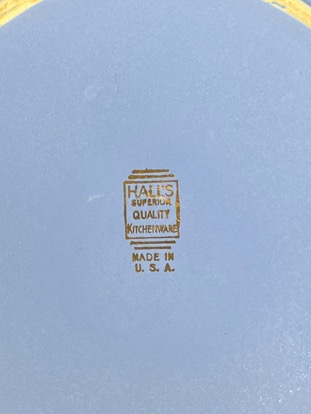 HALL'S
SUPERIOR
QUALITY
KITCHENWARE
MADE IN
U. S. A.